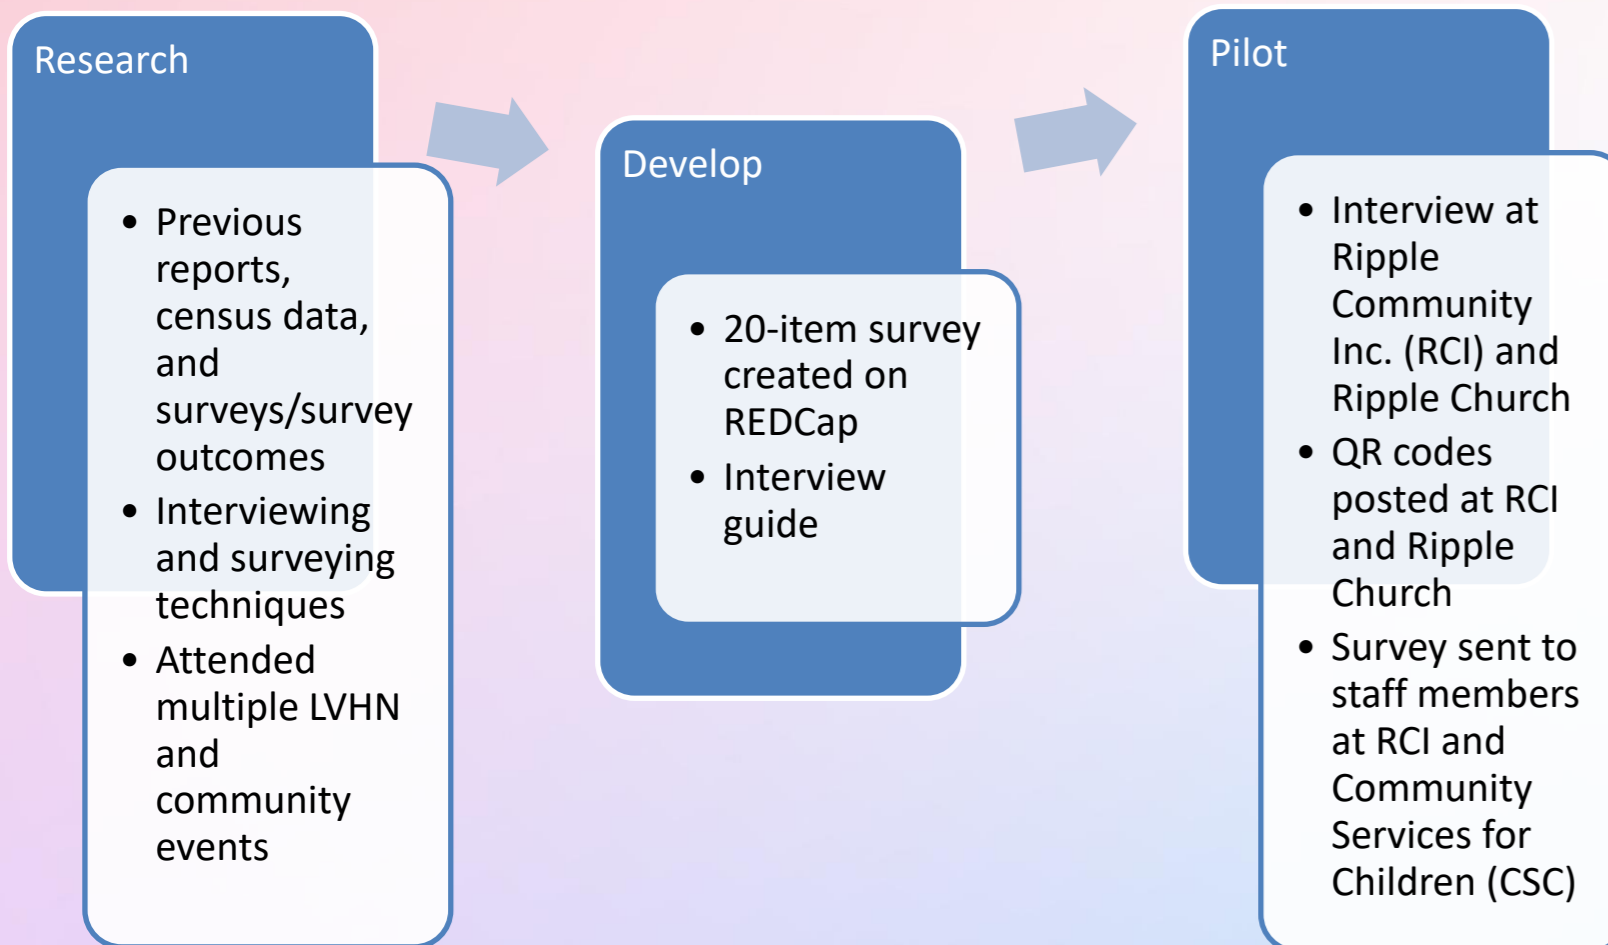 Research
• Previous
reports,
census data,
and
surveys/survey
outcomes
• Interviewing
and surveying
techniques
• Attended
multiple LVHN
and
community
events
Develop
• 20-item survey
created on
REDCap
• Interview
guide
Pilot
• Interview at
Ripple
Community
Inc. (RCI) and
Ripple Church
• QR codes
posted at RCI
and Ripple
Church
• Survey sent to
staff members
at RCI and
Community
Services for
Children (CSC)